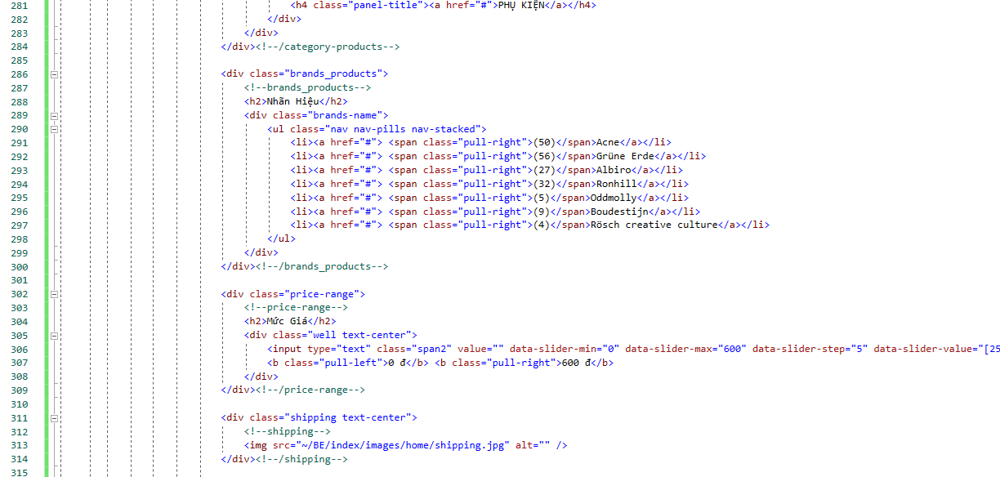 281 <h4 class="panel-title"><a href="#">PHỤ KIỆN</a></h4>
282 </div>
283 </div>
284 </div><!--/category-products-->
285
286 <div class="brands_products">
287 <!--brands_products-->
288 <h2>Nhãn Hiệu</h2>
289 <div class="brands-name">
290 <ul class="nav nav-pills nav-stacked">
291 <li><a href="#"> <span class="pull-right">(50)</span>Acne</a></li>
292 <li><a href="#"> <span class="pull-right">(56)</span>Grüne Erde</a></li>
293 <li><a href="#"> <span class="pull-right">(27)</span>Albiro</a></li>
294 <li><a href="#"> <span class="pull-right">(32)</span>Ronhill</a></li>
295 <li><a href="#"> <span class="pull-right">(5)</span>Oddmolly</a></li>
296 <li><a href="#"> <span class="pull-right">(9)</span>Boudestijn</a></li>
297 <li><a href="#"> <span class="pull-right">(4)</span>Rösch creative culture</a></li>
298 </ul>
299 </div>
300 </div><!--/brands_products-->
301
302 <div class="price-range">
303 <!--price-range-->
304 <h2>Mức Giá</h2>
305 <div class="well text-center">
306 <input type="text" class="span2" value="" data-slider-min="0" data-slider-max="600" data-slider-step="5" data-slider-value="[25
307 <b class="pull-left">0 đ</b> <b class="pull-right">600 đ</b>
308 </div>
309 </div><!--/price-range-->
310
311 <div class="shipping text-center">
312 <!--shipping-->
313 <img src="~/BE/index/images/home/shipping.jpg" alt="" />
314 </div><!--/shipping-->
315